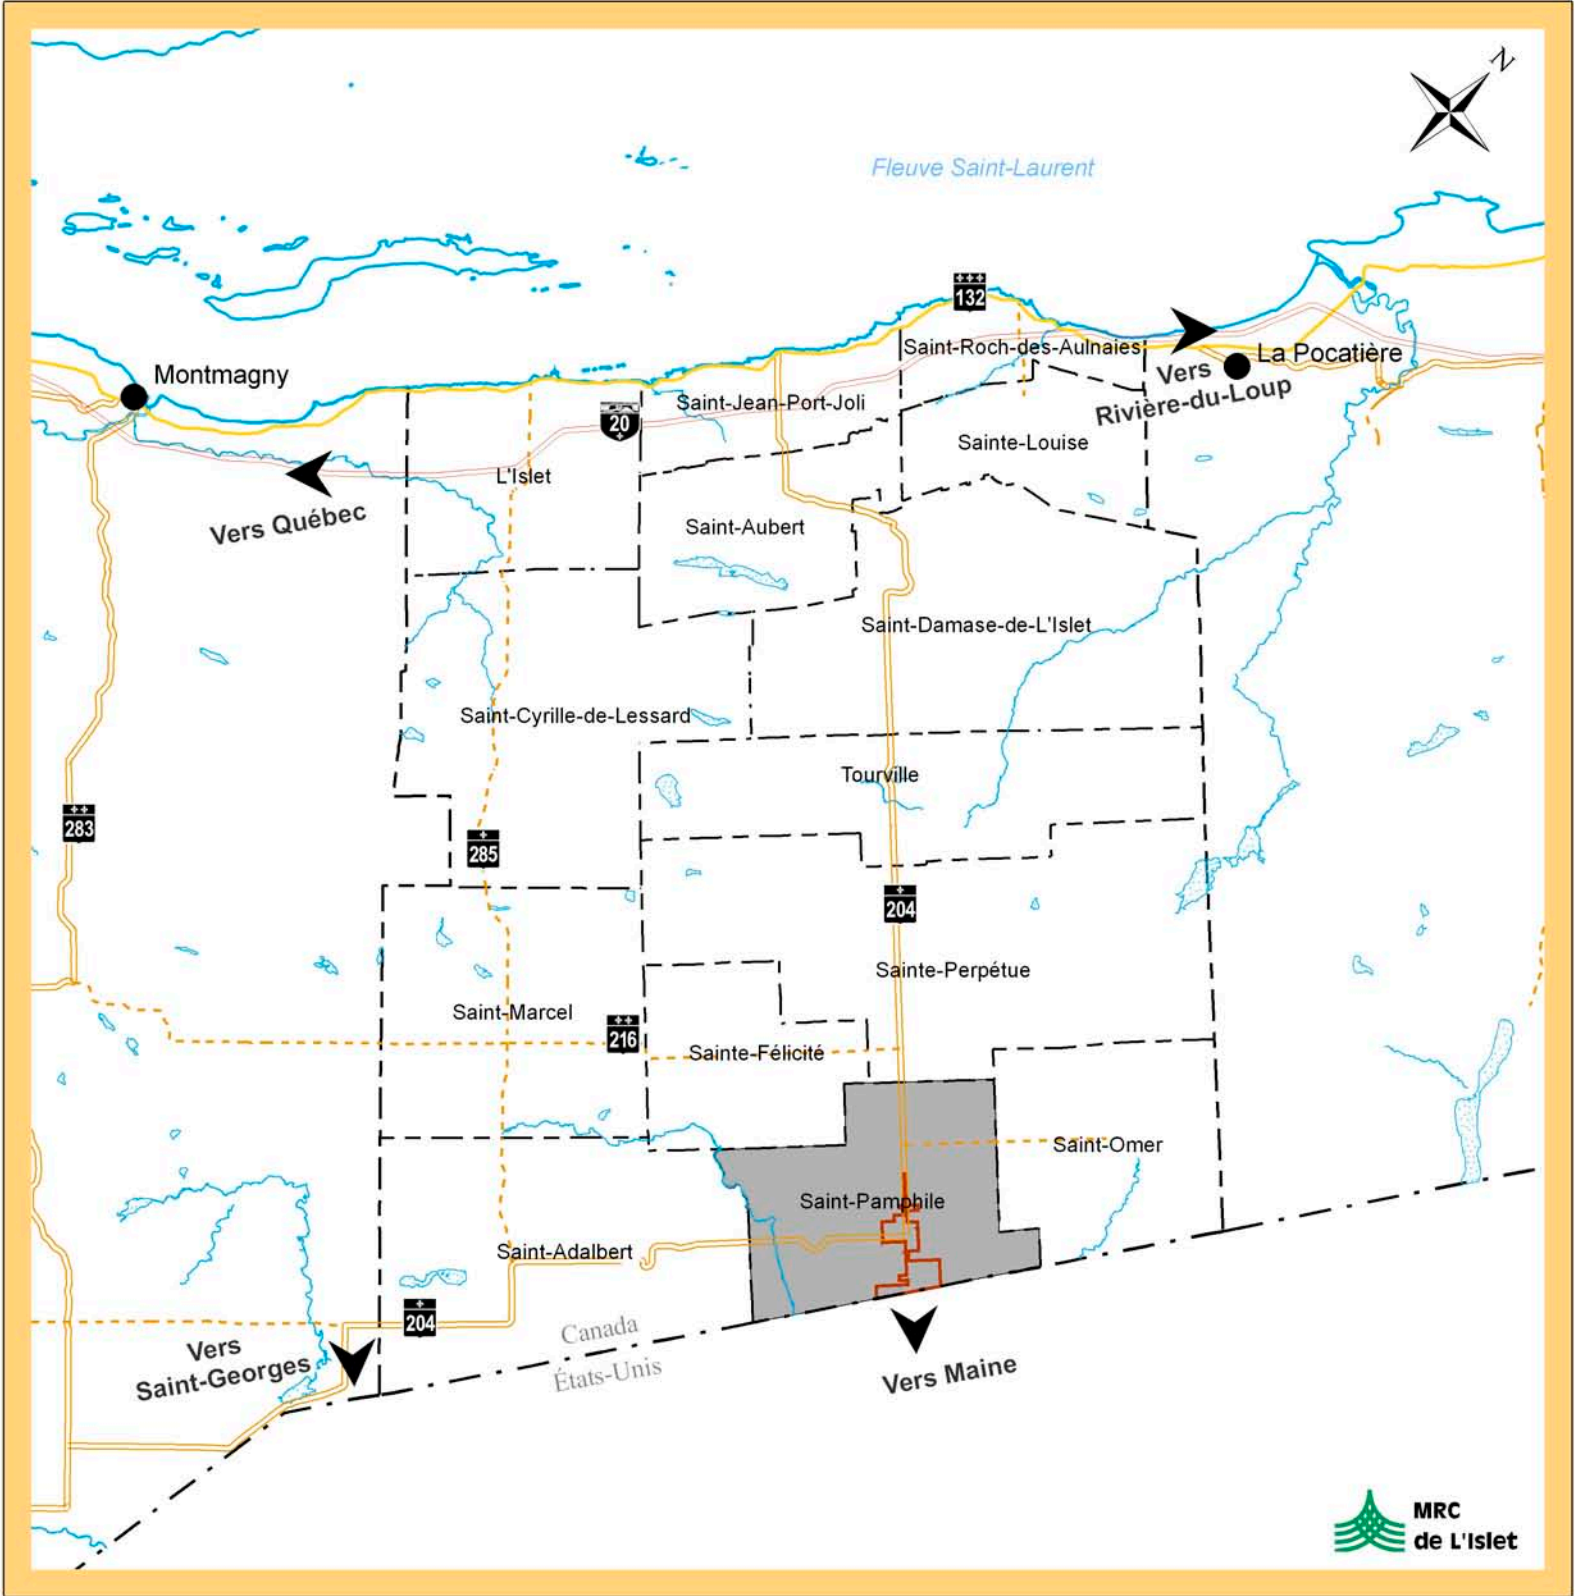 N
Fleuve Saint-Laurent
132
Saint-Roch-des-Aulnaies
La Pocatière
Vers
Rivière-du-Loup
Montmagny
Saint-Jean-Port-Joli
20
Sainte-Louise
L'Islet
Vers Québec
Saint-Aubert
Saint-Damase-de-L'Islet
Saint-Cyrille-de-Lessard
Tourville
283
285
204
Sainte-Perpétue
Saint-Marcel
216
Sainte-Félicité
Saint-Omer
Saint-Pamphile
Saint-Adalbert
204
Canada
États-Unis
Vers
Saint-Georges
Vers Maine
MRC
de L'Islet